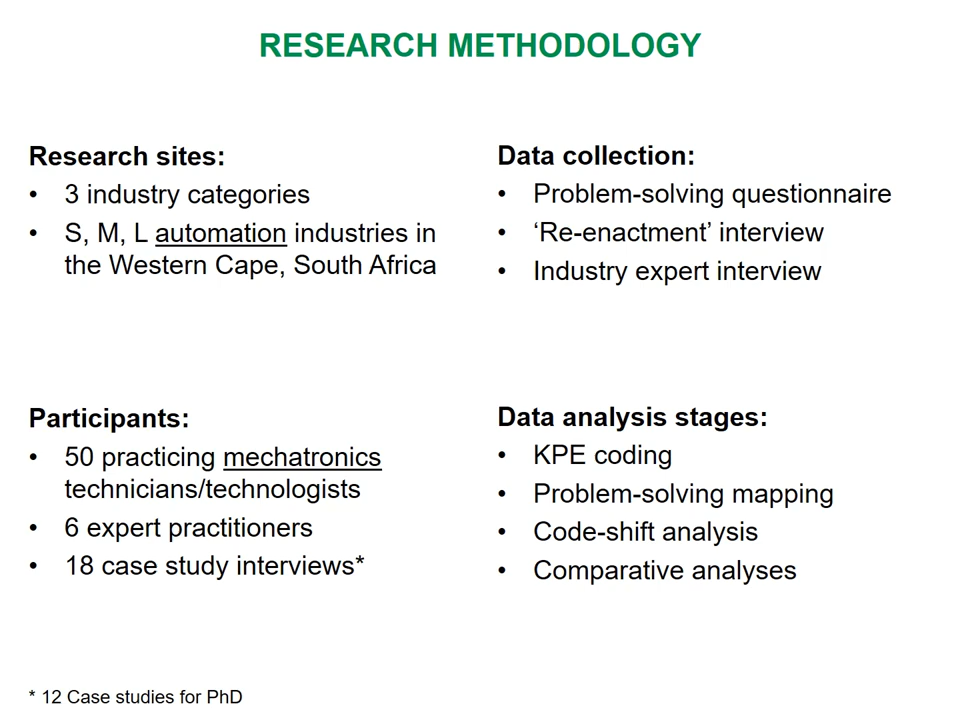 RESEARCH METHODOLOGY
Research sites:
• 3 industry categories
• S, M, L automation industries in
the Western Cape, South Africa
Data collection:
• Problem-solving questionnaire
• ‘Re-enactment’ interview
• Industry expert interview
Participants:
• 50 practicing mechatronics
technicians/technologists
• 6 expert practitioners
• 18 case study interviews*
Data analysis stages:
• KPE coding
• Problem-solving mapping
• Code-shift analysis
• Comparative analyses
* 12 Case studies for PhD